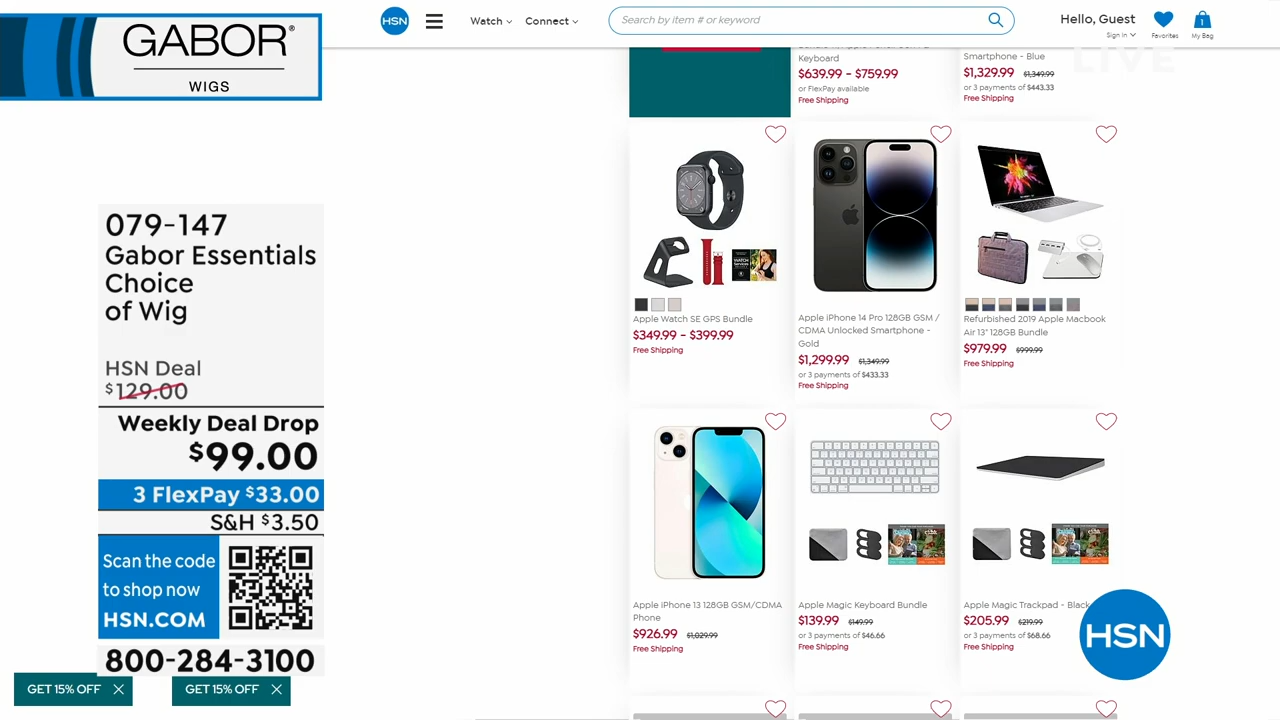 GABOR®
WIGS
079-147
Gabor Essentials
Choice
of Wig
HSN Deal
$129.00
Weekly Deal Drop
$99.00
3 FlexPay $33.00
S&H $3.50
Scan the code
to shop now
HSN.COM
800-284-3100
GET 15% OFF
GET 15% OFF
HSN
Watch
Connect
Search by item # or keyword
Hello, Guest
Sign In
Favorites
1
My Bag
LIVE
Keyboard
$639.99 - $759.99
or FlexPay available
Free Shipping
Smartphone - Blue
$1,329.99 $1,349.99
or 3 payments of $443.33
Free Shipping
Apple Watch SE GPS Bundle
$349.99 - $399.99
Free Shipping
Apple iPhone 14 Pro 128GB GSM /
CDMA Unlocked Smartphone -
Gold
$1,299.99 $1,349.99
or 3 payments of $433.33
Free Shipping
Refurbished 2019 Apple Macbook
Air 13" 128GB Bundle
$979.99 $999.99
Free Shipping
Apple iPhone 13 128GB GSM/CDMA
Phone
$926.99 $1,029.99
Free Shipping
Apple Magic Keyboard Bundle
$139.99 $149.99
or 3 payments of $46.66
Free Shipping
Apple Magic Trackpad - Black
$205.99 $219.99
or 3 payments of $68.66
Free Shipping
HSN